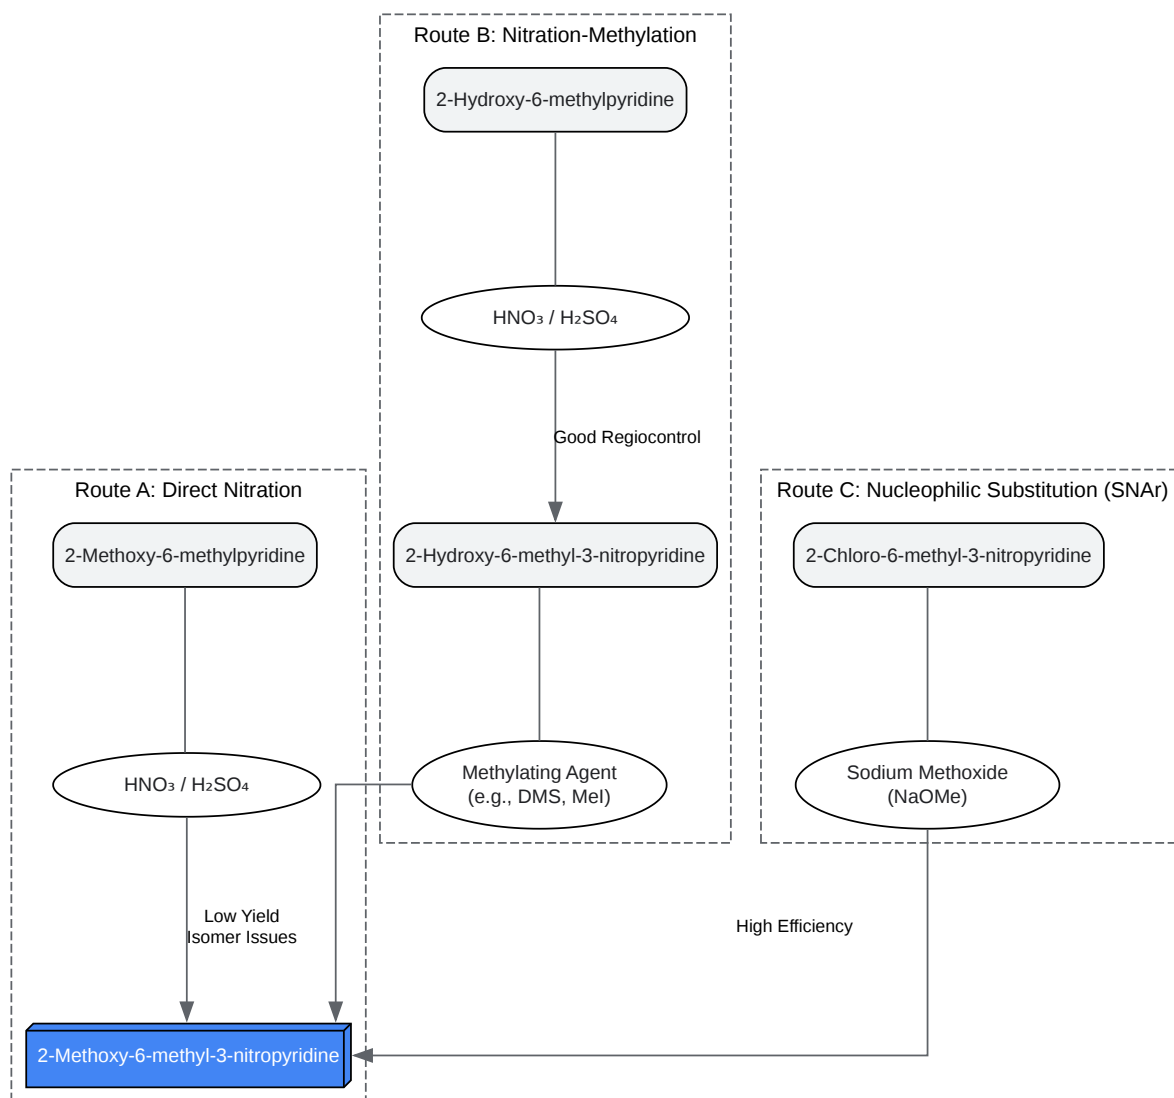 Route B: Nitration-Methylation
2-Hydroxy-6-methylpyridine
HNO₃ / H₂SO₄
Good Regiocontrol
Route A: Direct Nitration
Route C: Nucleophilic Substitution (SNAr)
2-Methoxy-6-methylpyridine
2-Hydroxy-6-methyl-3-nitropyridine
2-Chloro-6-methyl-3-nitropyridine
HNO₃ / H₂SO₄
Methylating Agent
(e.g., DMS, MeI)
Sodium Methoxide
(NaOMe)
Low Yield
Isomer Issues
High Efficiency
2-Methoxy-6-methyl-3-nitropyridine